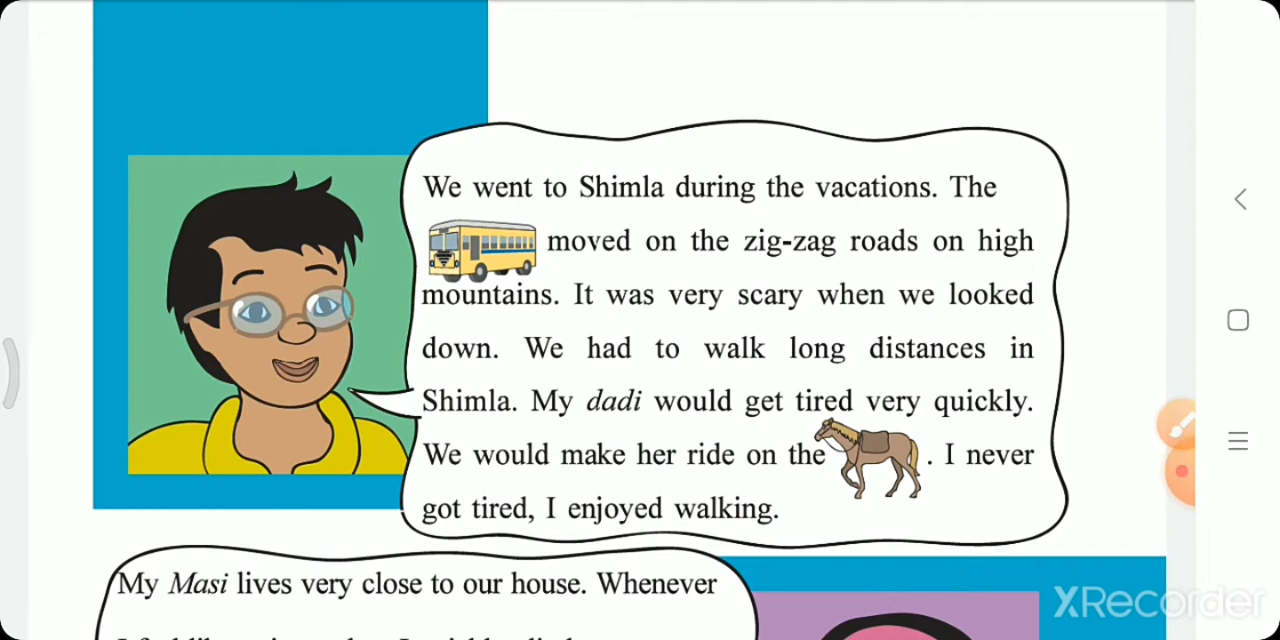 We went to Shimla during the vacations. The
moved on the zig-zag roads on high
mountains. It was very scary when we looked
down. We had to walk long distances in
Shimla. My dadi would get tired very quickly.
We would make her ride on the . I never
got tired, I enjoyed walking.
My Masi lives very close to our house. Whenever
XRecorder